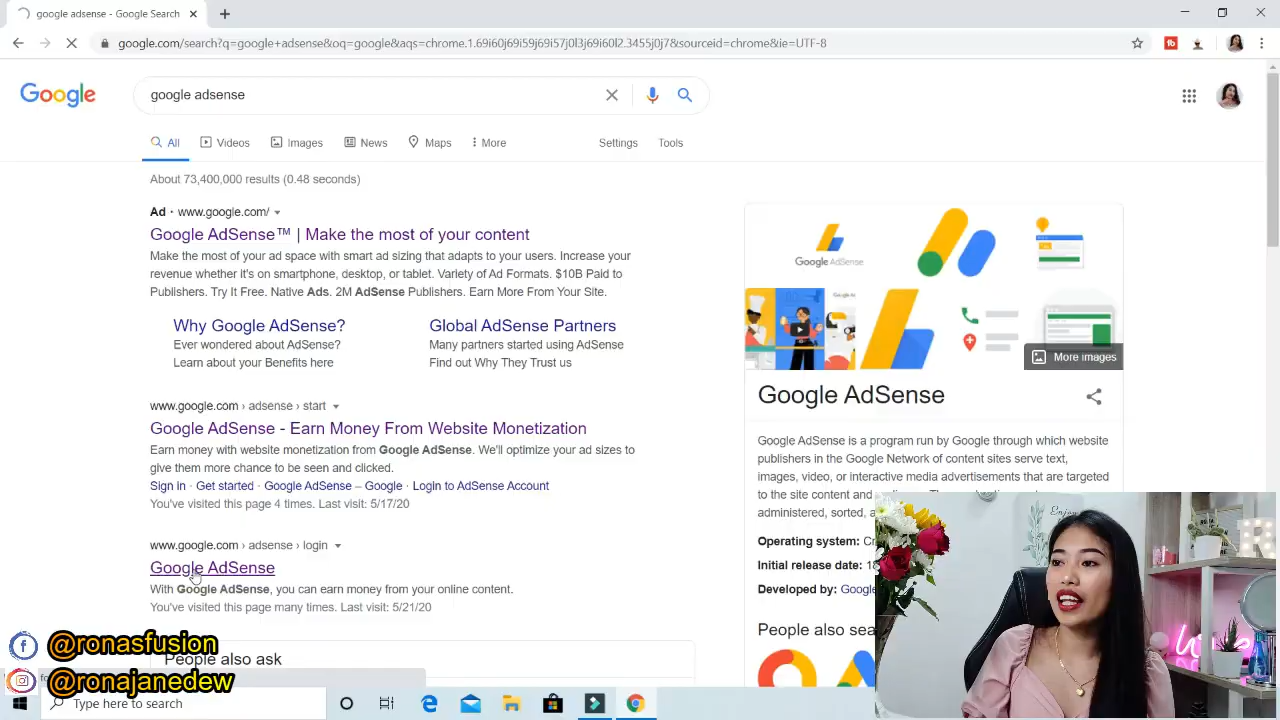 google adsense - Google Search
google.com/search?q=google+adsense&oq=google&aqs=chrome.1.69i60j69i59j69i57j0l3j69i60l2.3455j0j7&sourceid=chrome&ie=UTF-8
Google
google adsense
All
Videos
Images
News
Maps
More
Settings
Tools
About 73,400,000 results (0.48 seconds)
Ad · www.google.com/
Google AdSense™ | Make the most of your content
Make the most of your ad space with smart ad sizing that adapts to your users. Increase your
revenue whether it's on smartphone, desktop, or tablet. Variety of Ad Formats. $10B Paid to
Publishers. Try It Free. Native Ads. 2M AdSense Publishers. Earn More From Your Site.
Why Google AdSense?
Ever wondered about AdSense?
Learn about your Benefits here
Global AdSense Partners
Many partners started using AdSense
Find out Why They Trust us
www.google.com › adsense › start
Google AdSense - Earn Money From Website Monetization
Earn money with website monetization from Google AdSense. We'll optimize your ad sizes to
give them more chance to be seen and clicked.
Sign in · Get started · Google AdSense – Google · Login to AdSense Account
You've visited this page 4 times. Last visit: 5/17/20
www.google.com › adsense › login
Google AdSense
With Google AdSense, you can earn money from your online content.
You've visited this page many times. Last visit: 5/21/20
People also ask
Google AdSense
More images
Google AdSense
Google AdSense is a program run by Google through which website
publishers in the Google Network of content sites serve text,
images, video, or interactive media advertisements that are targeted
to the site content and
administered, sorted,
Operating system:
Initial release date:
Developed by: Google
People also
@ronasfusion
@ronajanedew
Type here to search
Enjoy